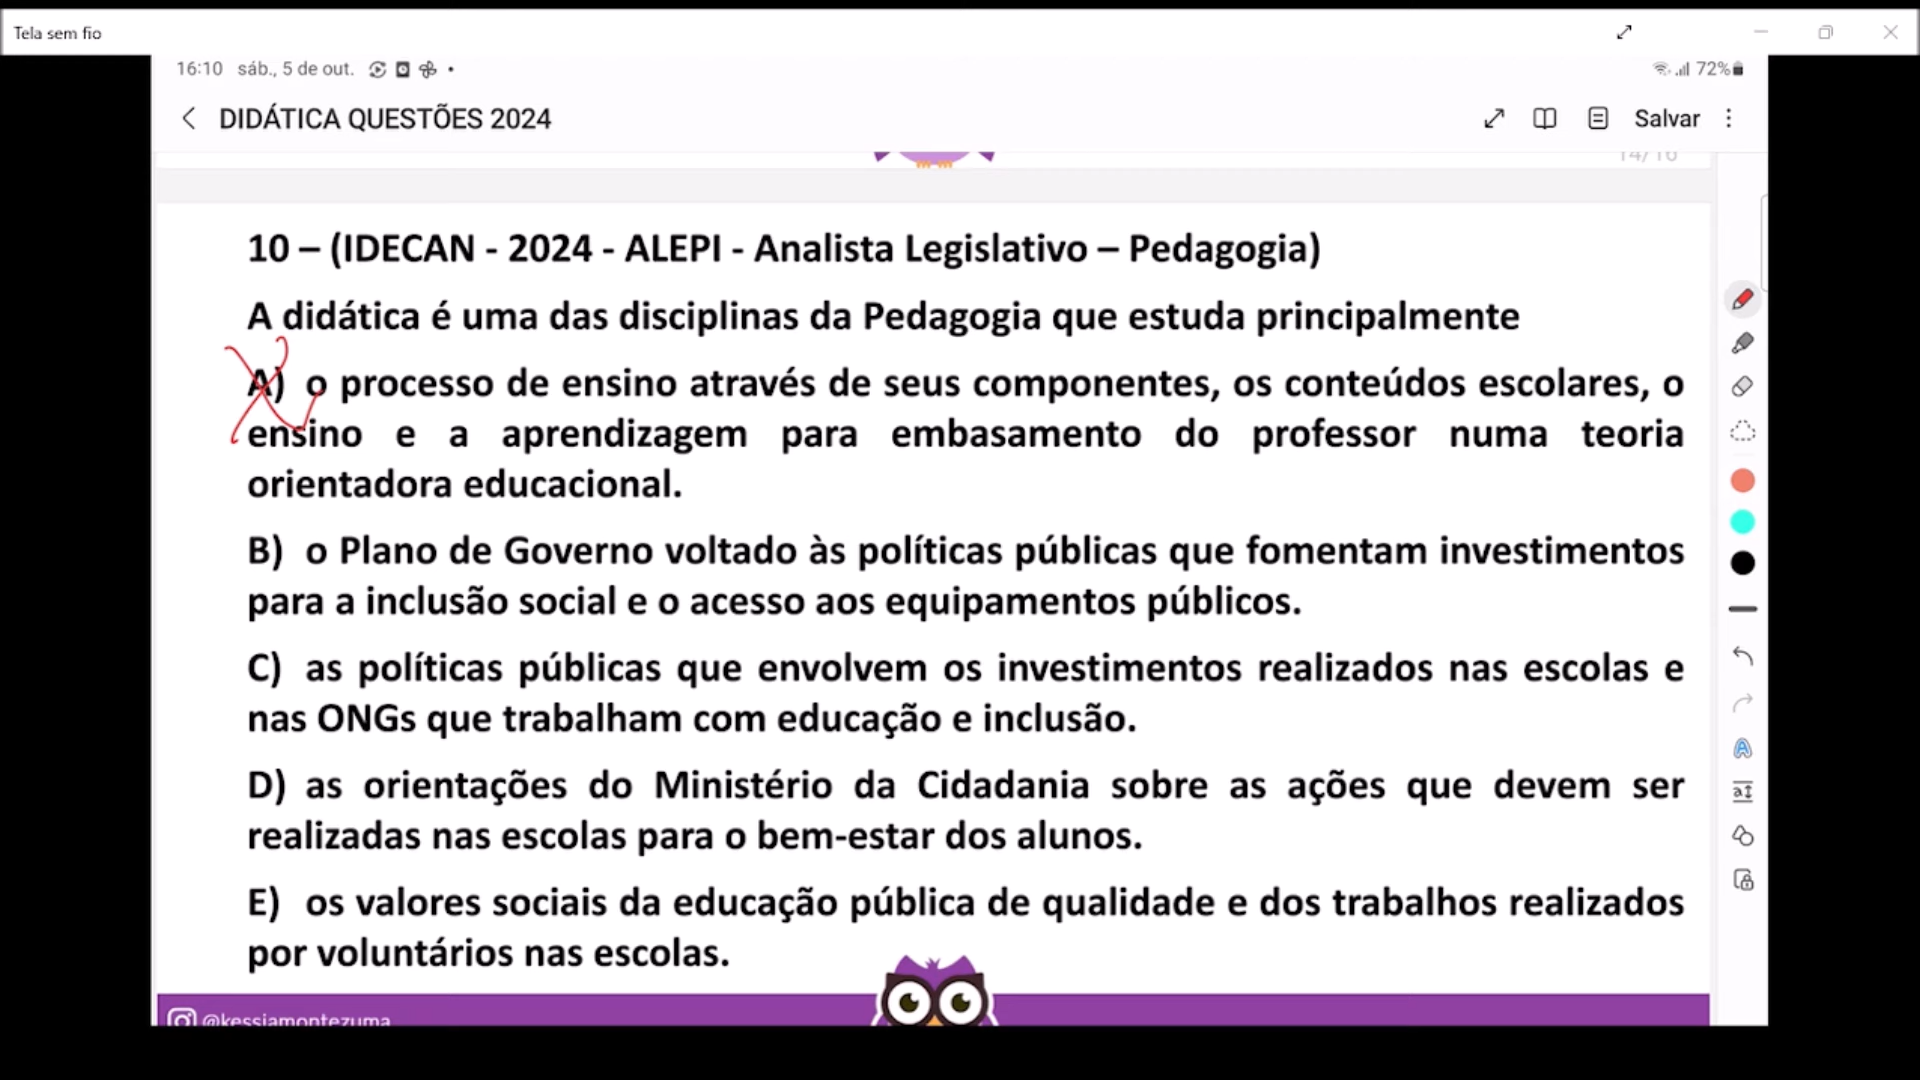 Tela sem fio
16:10 sáb., 5 de out. 72%
DIDÁTICA QUESTÕES 2024 Salvar
14/16
10 – (IDECAN - 2024 - ALEPI - Analista Legislativo – Pedagogia)
A didática é uma das disciplinas da Pedagogia que estuda principalmente
A) o processo de ensino através de seus componentes, os conteúdos escolares, o
ensino e a aprendizagem para embasamento do professor numa teoria
orientadora educacional.
B) o Plano de Governo voltado às políticas públicas que fomentam investimentos
para a inclusão social e o acesso aos equipamentos públicos.
C) as políticas públicas que envolvem os investimentos realizados nas escolas e
nas ONGs que trabalham com educação e inclusão.
D) as orientações do Ministério da Cidadania sobre as ações que devem ser
realizadas nas escolas para o bem-estar dos alunos.
E) os valores sociais da educação pública de qualidade e dos trabalhos realizados
por voluntários nas escolas.
@kessiamontezuma